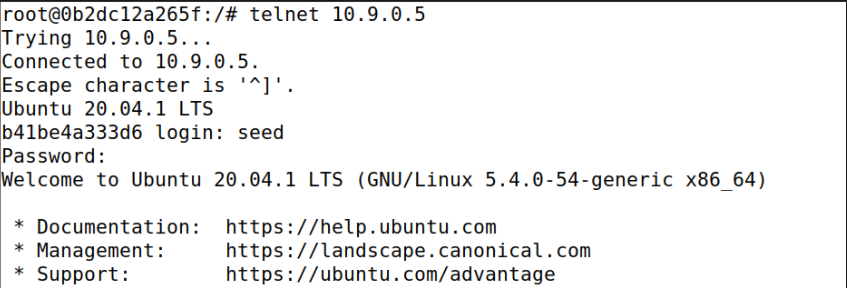 root@0b2dc12a265f:/# telnet 10.9.0.5
Trying 10.9.0.5...
Connected to 10.9.0.5.
Escape character is '^]'.
Ubuntu 20.04.1 LTS
b41be4a333d6 login: seed
Password:
Welcome to Ubuntu 20.04.1 LTS (GNU/Linux 5.4.0-54-generic x86_64)

 * Documentation:  https://help.ubuntu.com
 * Management:     https://landscape.canonical.com
 * Support:        https://ubuntu.com/advantage